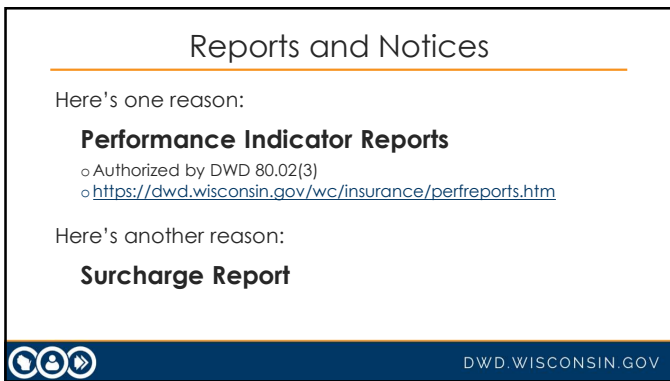 Reports and Notices
Here's one reason:
Performance Indicator Reports
o Authorized by DWD 80.02(3)
o https://dwd.wisconsin.gov/wc/insurance/perfreports.htm
Here's another reason:
Surcharge Report
DWD.WISCONSIN.GOV